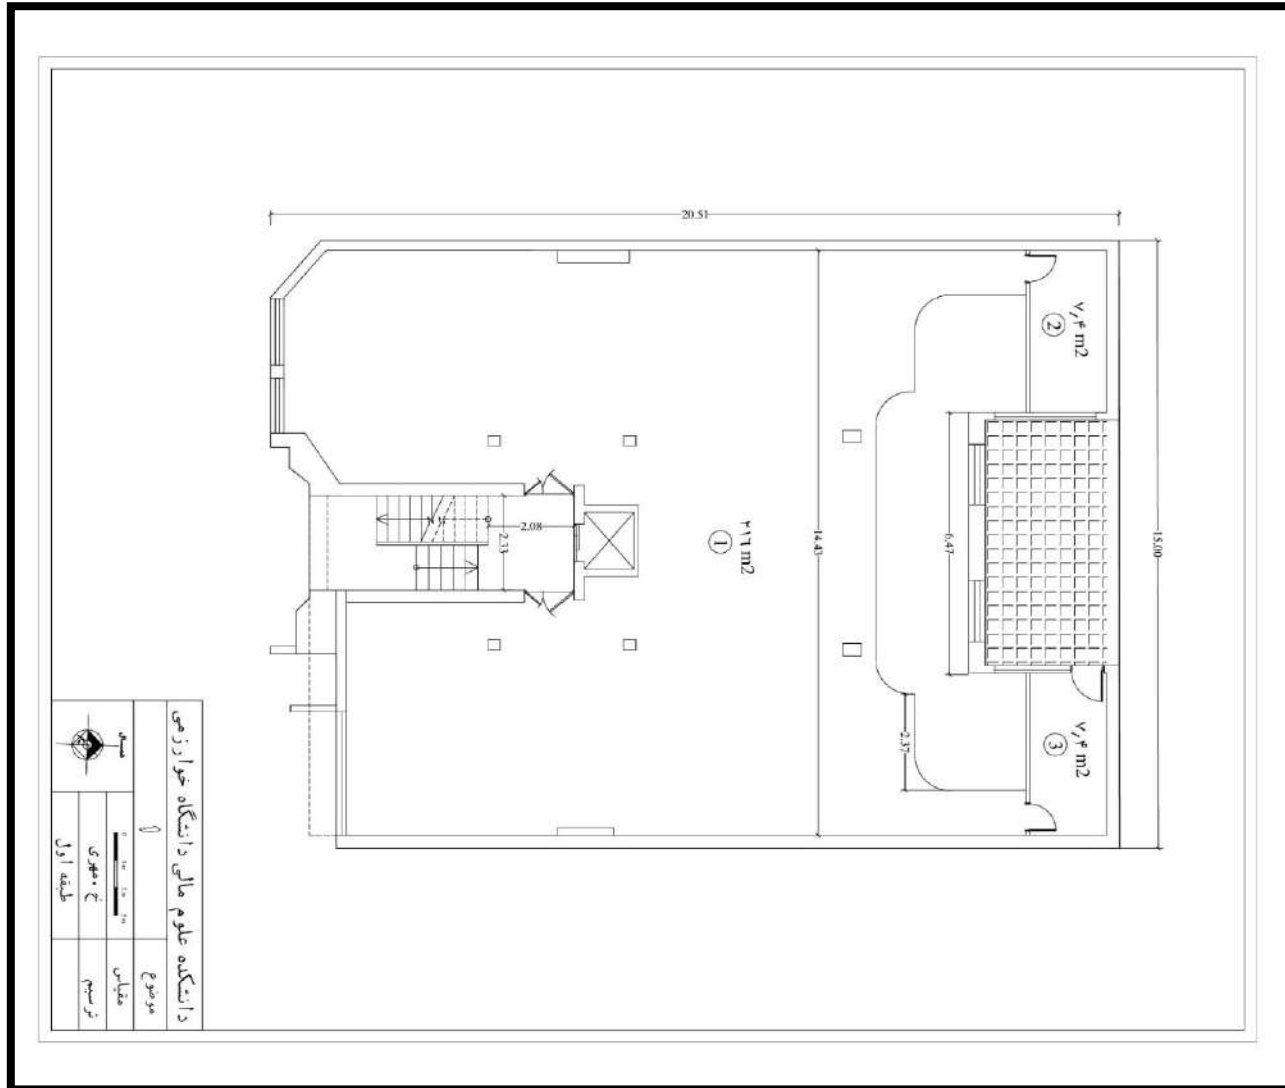 20.51
15.00
14.43
6.47
2.37
2.33
2.08
۷٫۴ m2
2
۲۱٦ m2
1
۷٫۴ m2
3
دانشکده علوم مالی دانشگاه خوارزمی
موضوع
مقیاس
ترسیم
طبقه اول